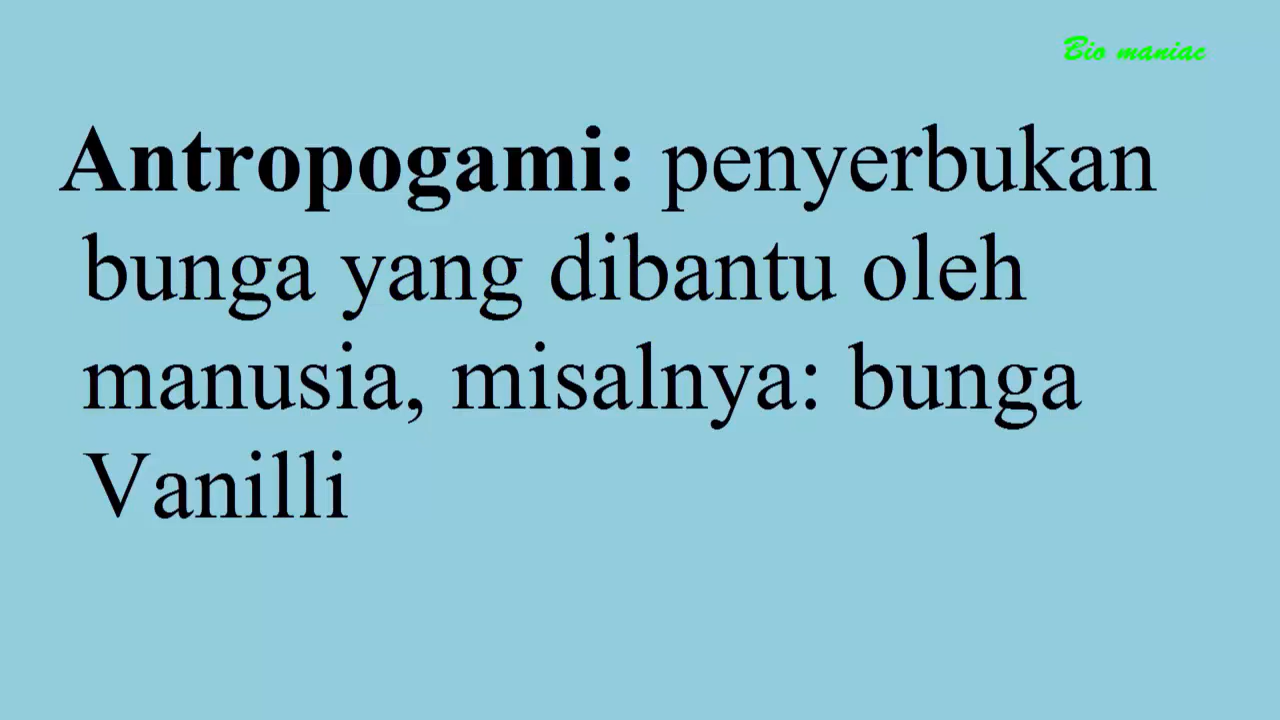 Bio maniac
Antropogami: penyerbukan
bunga yang dibantu oleh
manusia, misalnya: bunga
Vanilli